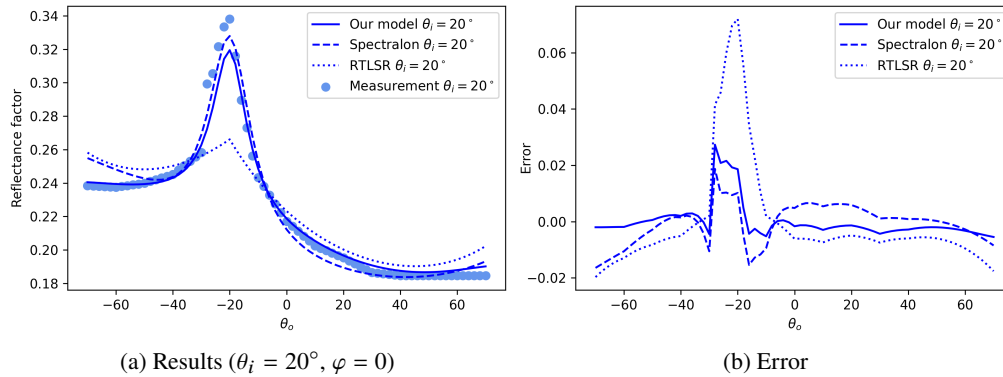 Our model θi = 20°
Spectralon θi = 20°
RTLSR θi = 20°
Measurement θi = 20°
Reflectance factor
0.34
0.32
0.30
0.28
0.26
0.24
0.22
0.20
0.18
−60 −40 −20 0 20 40 60
θo
(a) Results (θi = 20°, φ = 0)
Our model θi = 20°
Spectralon θi = 20°
RTLSR θi = 20°
Error
0.06
0.04
0.02
0.00
−0.02
−60 −40 −20 0 20 40 60
θo
(b) Error